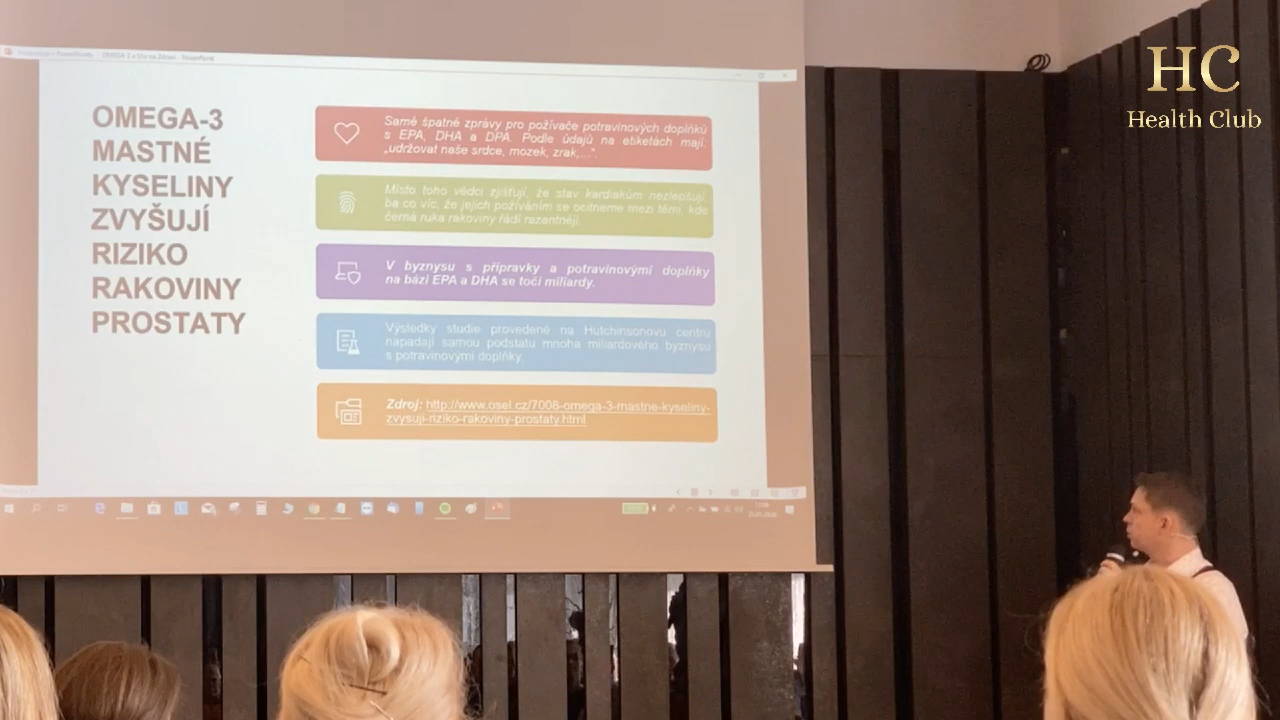 HC
Health Club
OMEGA-3
MASTNÉ
KYSELINY
ZVYŠUJÍ
RIZIKO
RAKOVINY
PROSTATY
Samé špatné zprávy pro požívače potravinových doplňků
s EPA, DHA a DPA. Podle údajů na etiketách mají
„udržovat naše srdce, mozek, zrak,...“.
Místo toho vědci zjišťují, že stav kardiakům nezlepšují,
ba co víc, že jejich požíváním se ocitneme mezi těmi, kde
černá ruka rakoviny řádí razantněji.
V byznysu s přípravky a potravinovými doplňky
na bázi EPA a DHA se točí miliardy.
Výsledky studie provedené na Hutchinsonovu centru
napadají samou podstatu mnoha miliardového byznysu
s potravinovými doplňky.
Zdroj: http://www.osel.cz/7008-omega-3-mastne-kyseliny-
zvysuji-riziko-rakoviny-prostaty.html